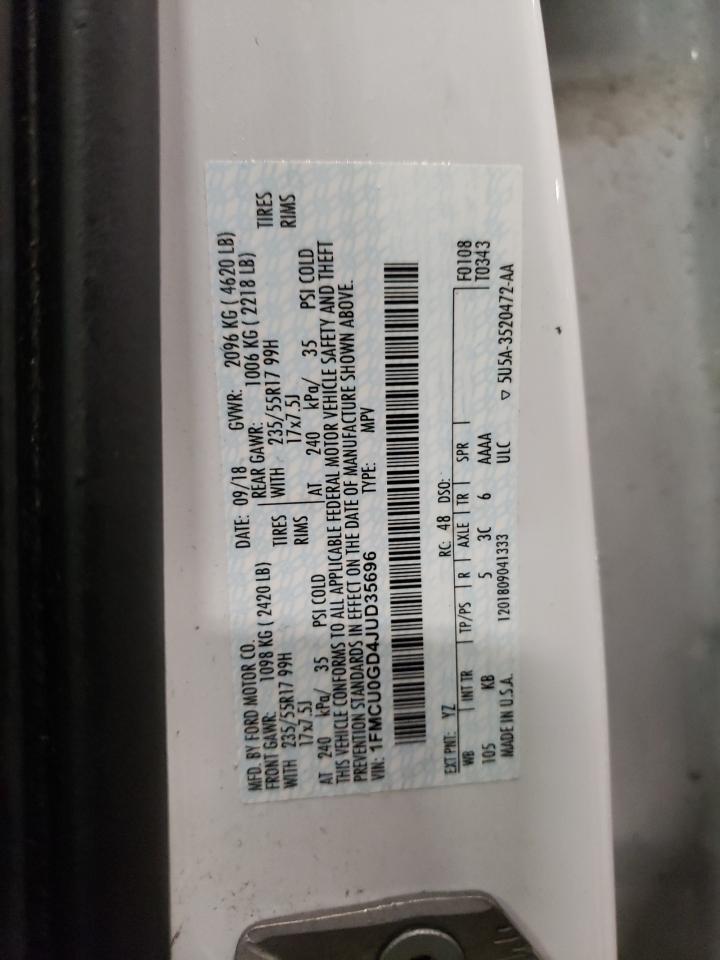 MFD. BY FORD MOTOR CO. DATE: 09/18 GVWR: 2096 KG ( 4620 LB)
FRONT GAWR: 1098 KG ( 2420 LB) REAR GAWR: 1006 KG ( 2218 LB)
WITH 235/55R17 99H TIRES WITH 235/55R17 99H TIRES
17x7.5J RIMS 17x7.5J RIMS
AT 240 kPa/ 35 PSI COLD AT 240 kPa/ 35 PSI COLD
THIS VEHICLE CONFORMS TO ALL APPLICABLE FEDERAL MOTOR VEHICLE SAFETY AND THEFT
PREVENTION STANDARDS IN EFFECT ON THE DATE OF MANUFACTURE SHOWN ABOVE.
VIN: 1FMCU0GD4JUD35696 TYPE: MPV
EXT PNT: YZ RC: 48 DSO: F0108
WB INT TR TP/PS R AXLE TR SPR T0343
105 KB 5 3C 6 AAAA
MADE IN U.S.A. 1201809041333 ULC ▽ 5U5A-3520472-AA